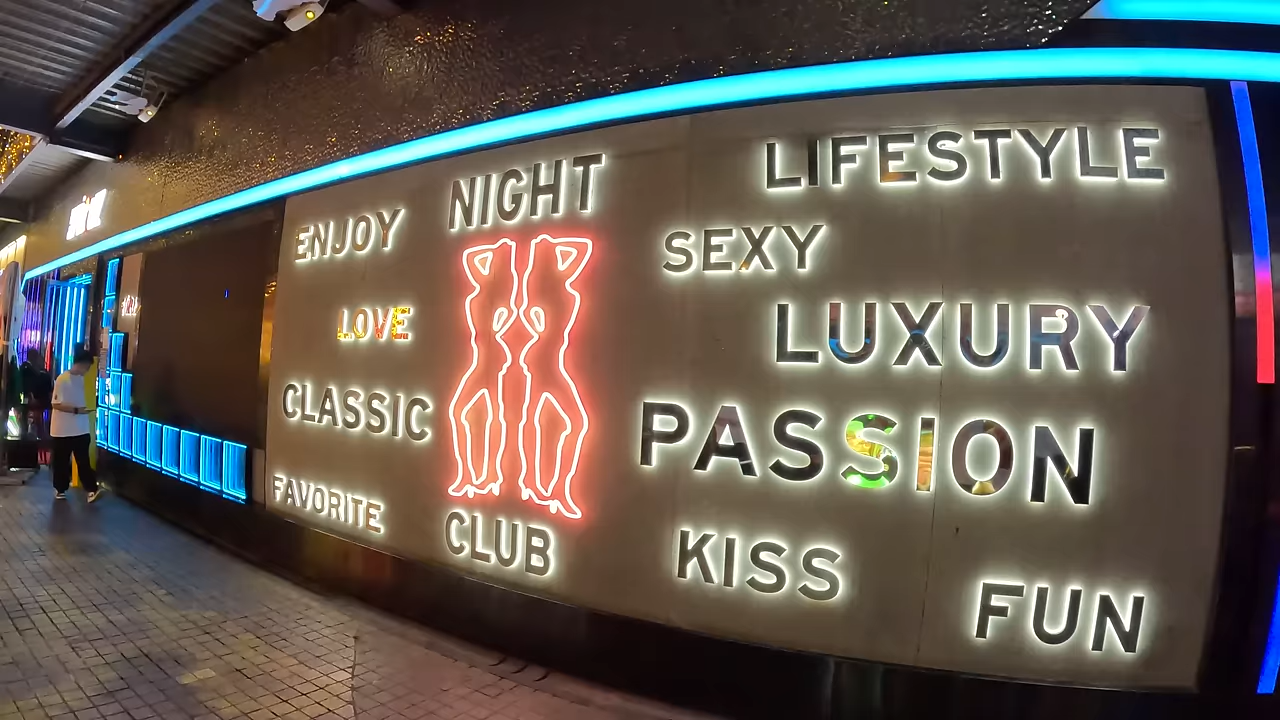 NIGHT
ENJOY
LOVE
CLASSIC
FAVORITE
CLUB
LIFESTYLE
SEXY
LUXURY
PASSION
KISS
FUN